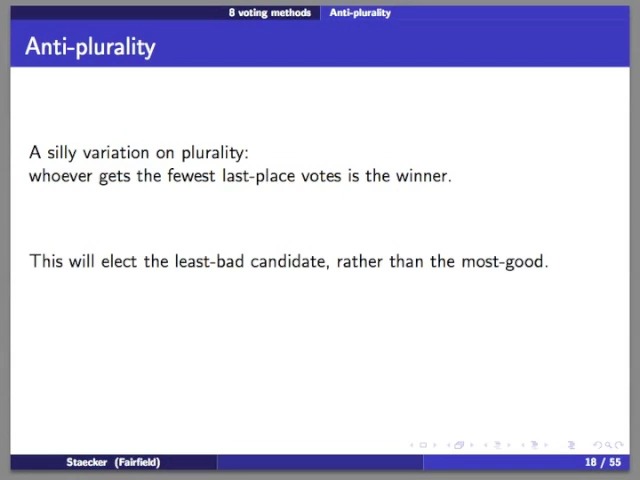 8 voting methods Anti-plurality
Anti-plurality
A silly variation on plurality:
whoever gets the fewest last-place votes is the winner.
This will elect the least-bad candidate, rather than the most-good.
Staecker (Fairfield) 18 / 55